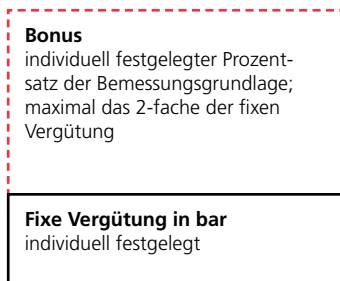 Bonus
individuell festgelegter Prozent-
satz der Bemessungsgrundlage;
maximal das 2-fache der fixen
Vergütung
Fixe Vergütung in bar
individuell festgelegt